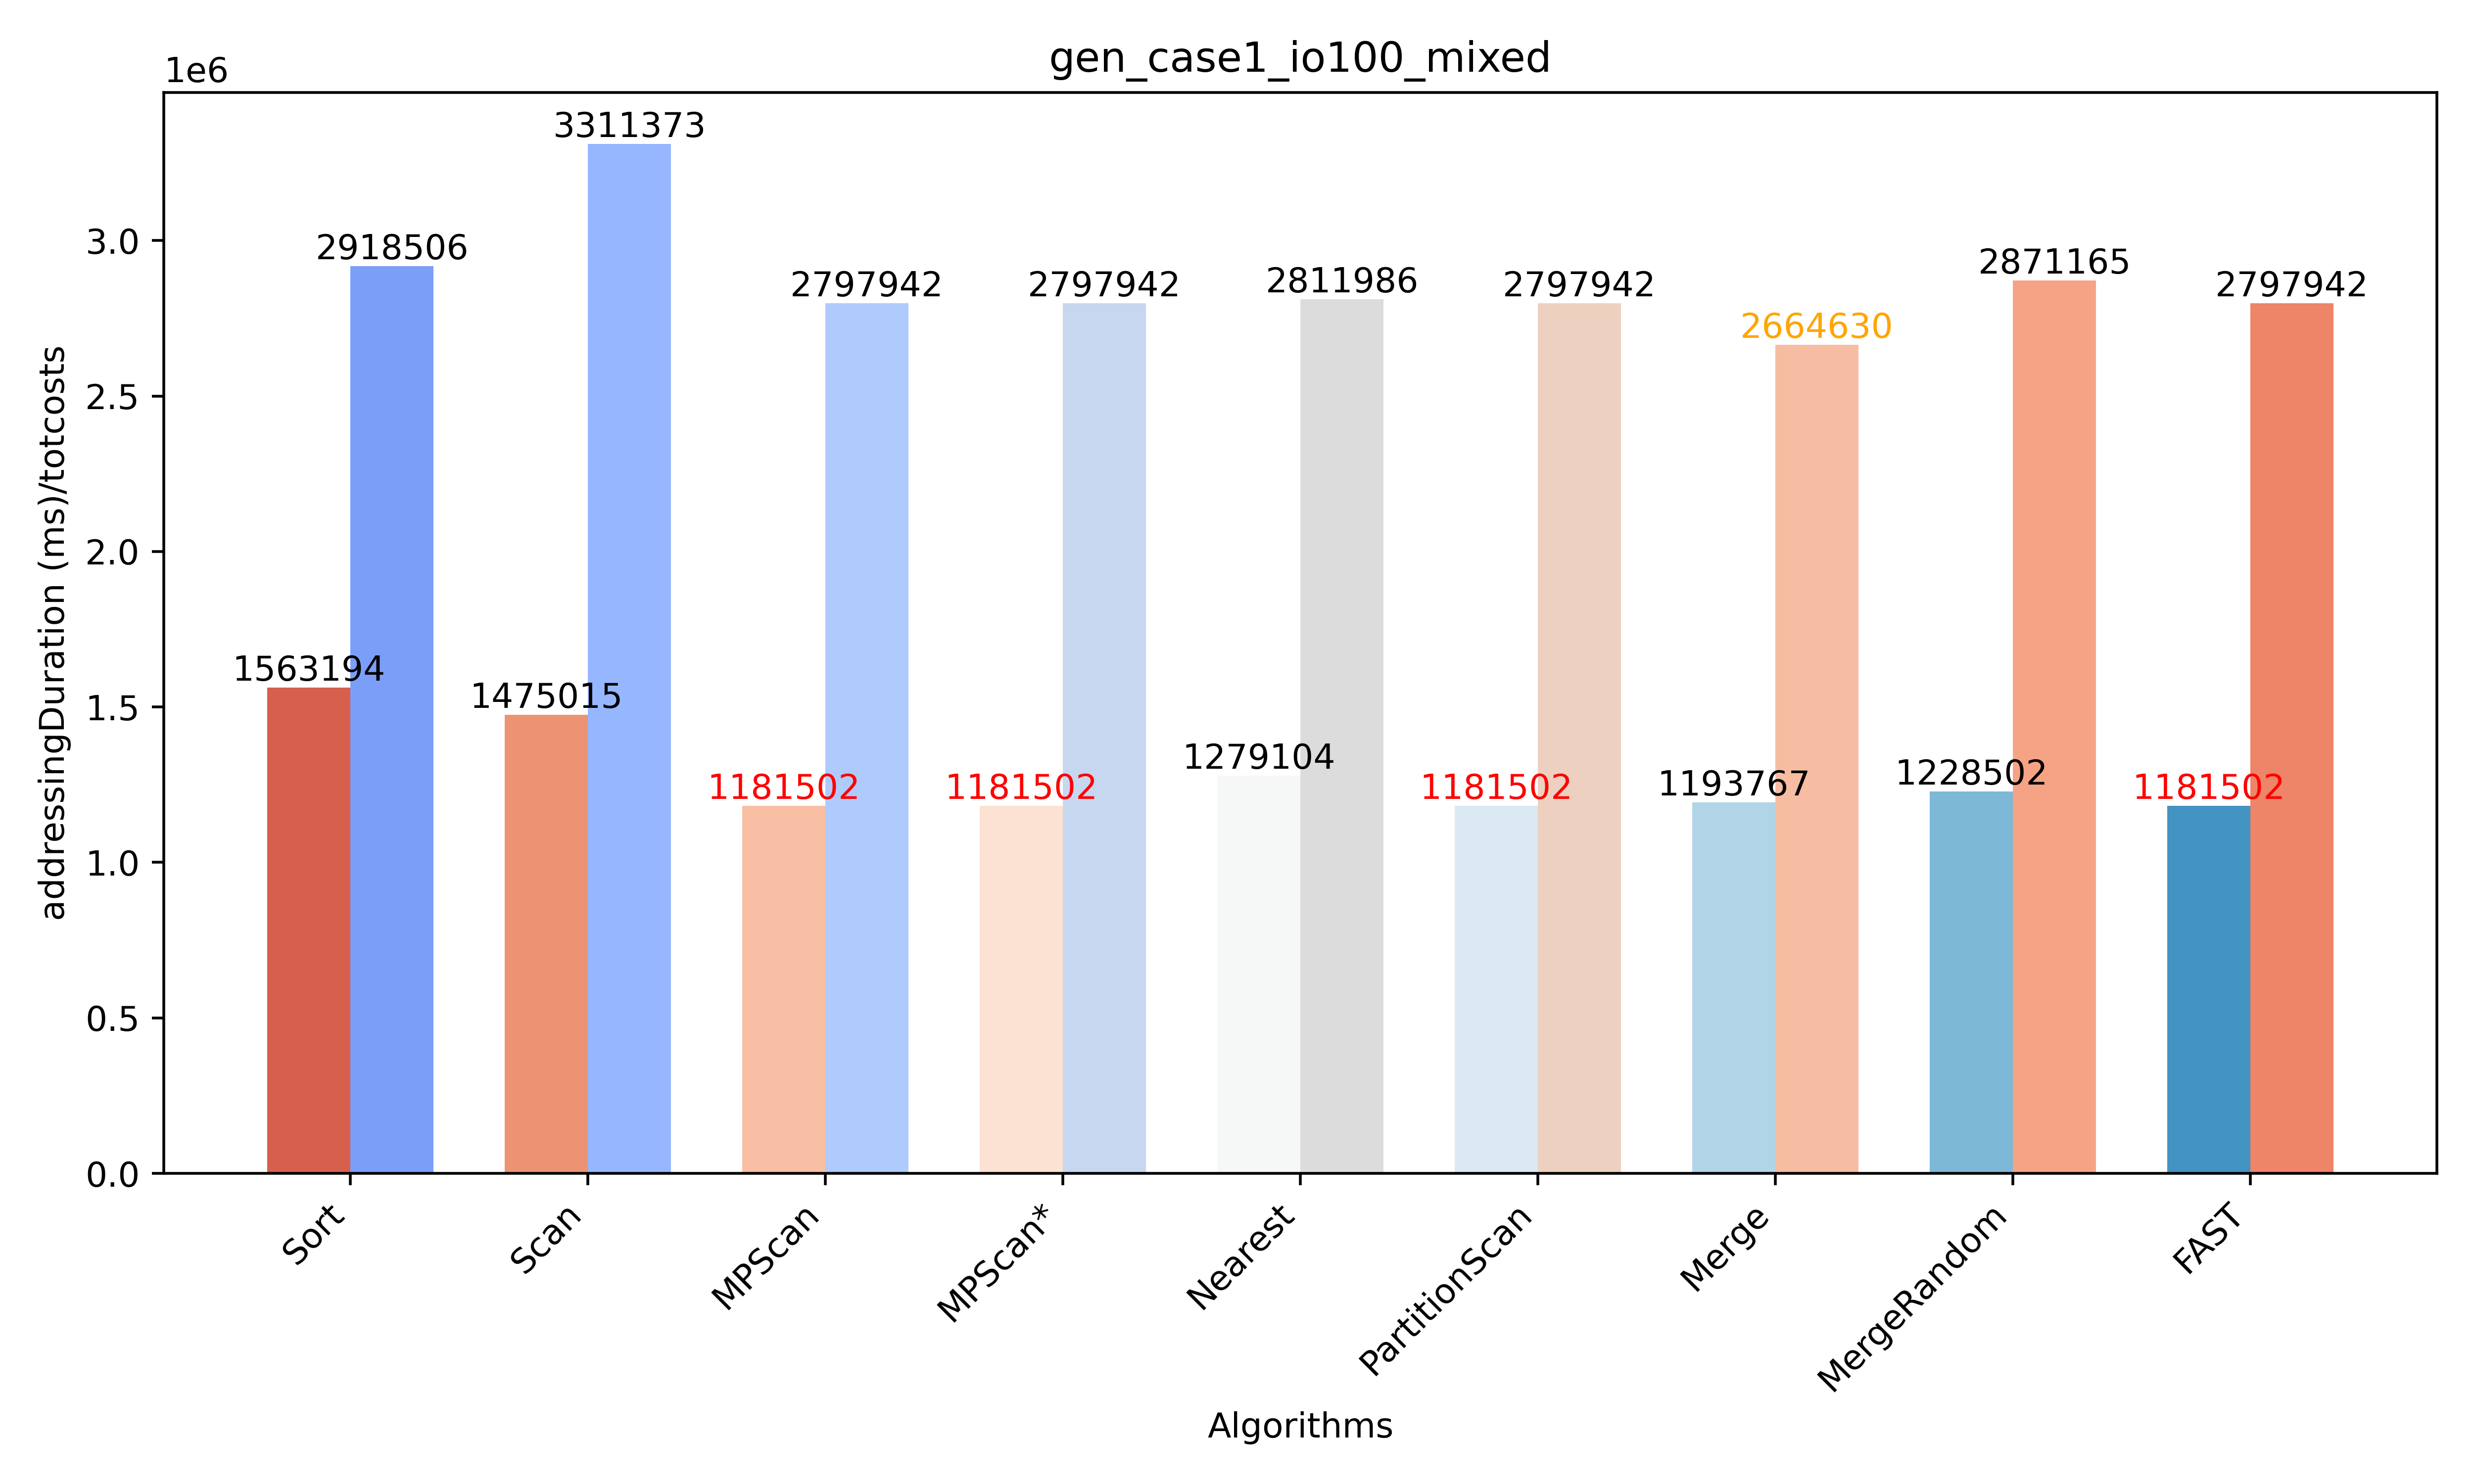 gen_case1_io100_mixed
1e6
addressingDuration (ms)/totcosts
3.0
2.5
2.0
1.5
1.0
0.5
0.0
1563194
2918506
1475015
3311373
1181502
2797942
1181502
2797942
1279104
2811986
1181502
2797942
1193767
2664630
1228502
2871165
1181502
2797942
Sort
Scan
MPScan
MPScan*
Nearest
PartitionScan
Merge
MergeRandom
FAST
Algorithms